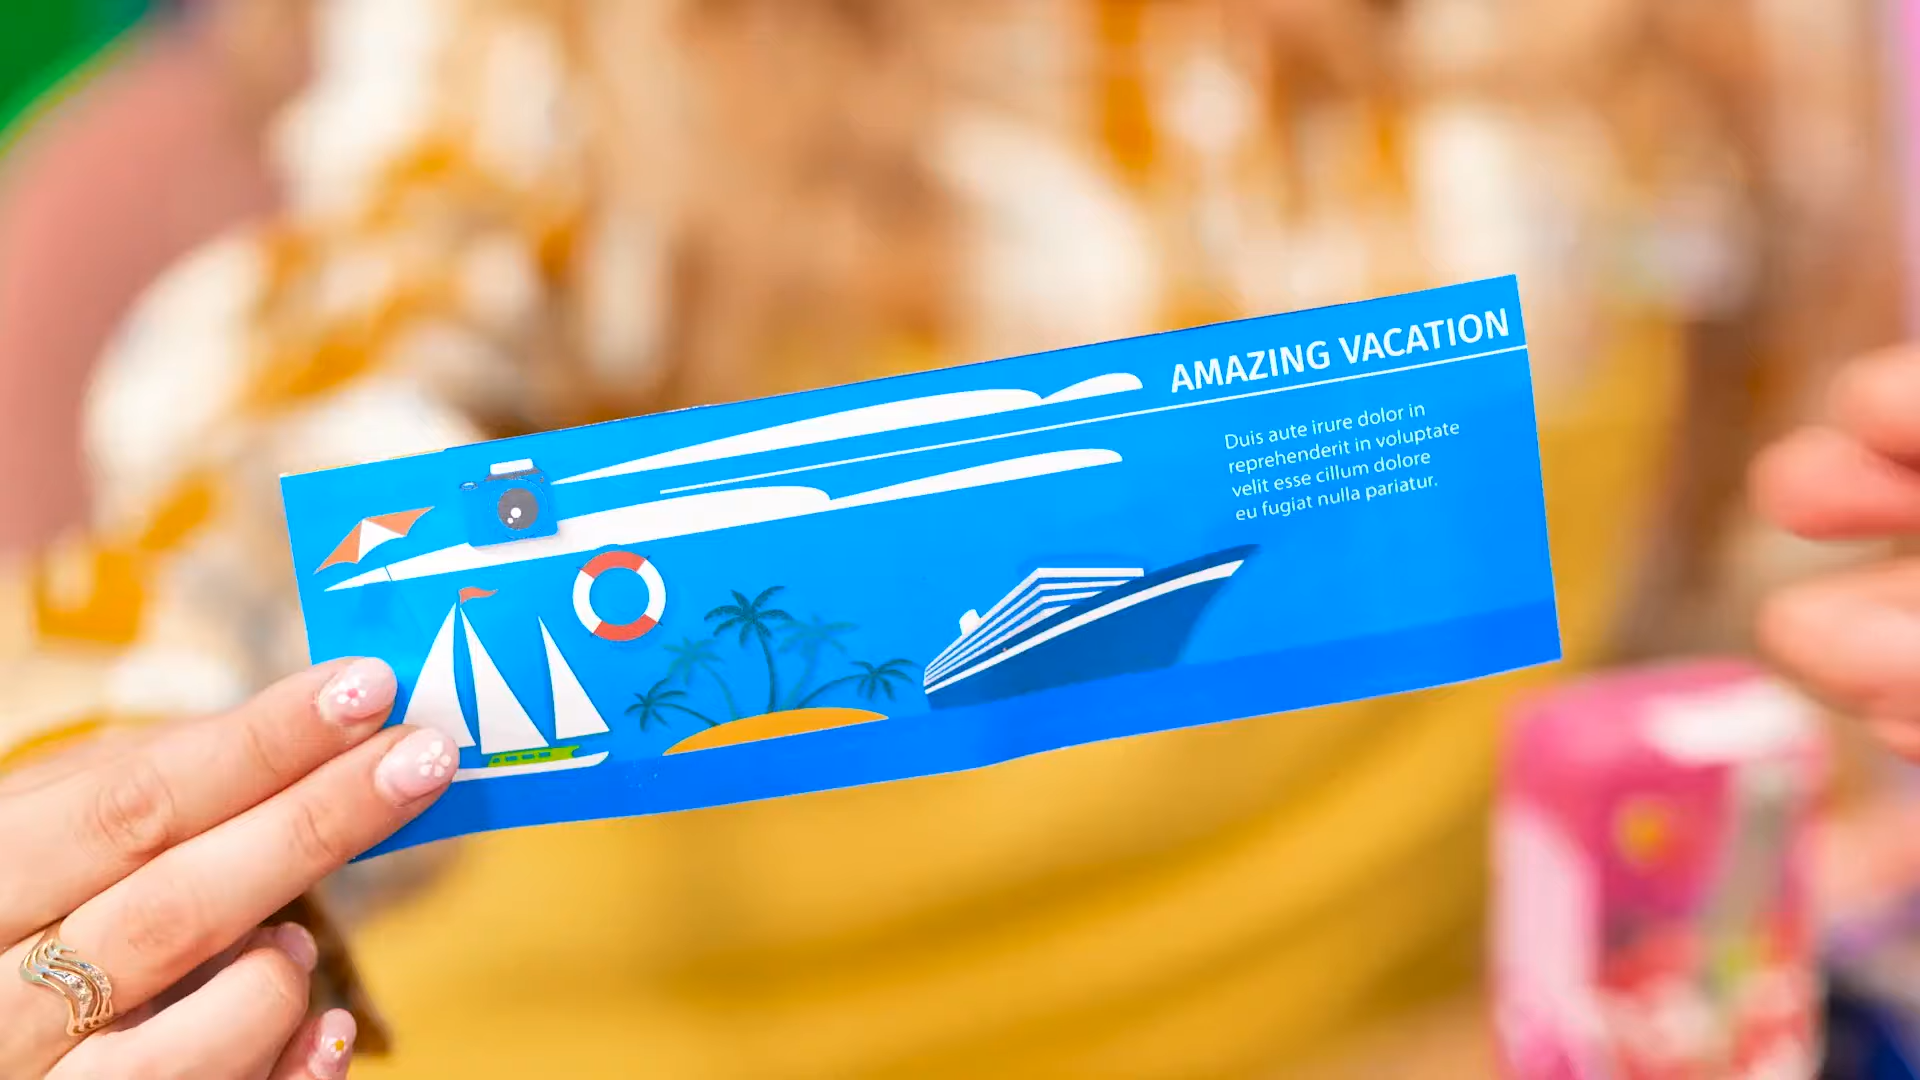 AMAZING VACATION
Duis aute irure dolor in
reprehenderit in voluptate
velit esse cillum dolore
eu fugiat nulla pariatur.